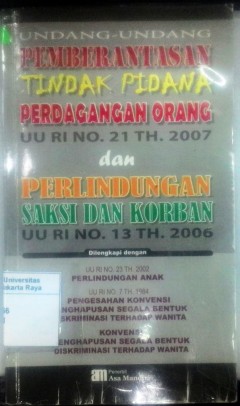 UNDANG-UNDANG
PEMBERANTASAN
TINDAK PIDANA
PERDAGANGAN ORANG
UU RI NO. 21 TH. 2007
dan
PERLINDUNGAN
SAKSI DAN KORBAN
UU RI NO. 13 TH. 2006
Dilengkapi dengan
UU RI NO. 23 TH. 2002
PERLINDUNGAN ANAK
UU RI NO. 7 TH. 1984
PENGESAHAN KONVENSI
PENGHAPUSAN SEGALA BENTUK
DISKRIMINASI TERHADAP WANITA
KONVENSI
PENGHAPUSAN SEGALA BENTUK
DISKRIMINASI TERHADAP WANITA
Universitas
Jakarta Raya
Penerbit
Asa Mandiri